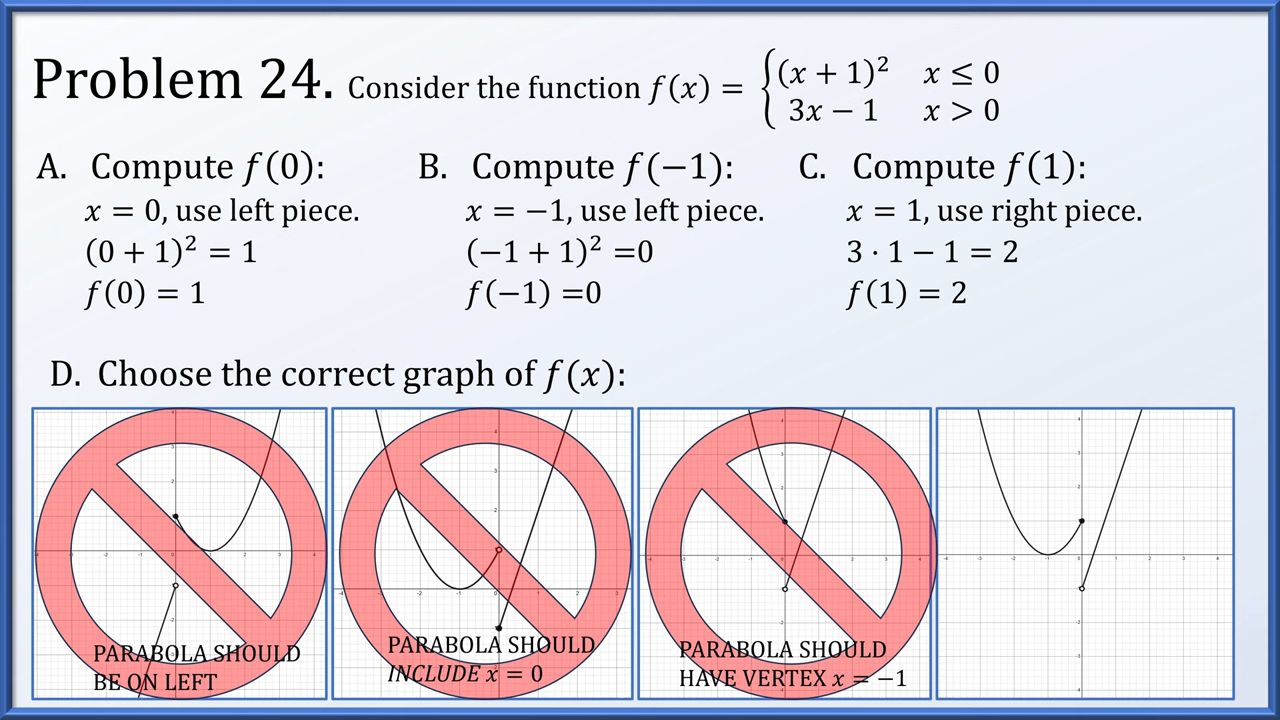 Problem 24. Consider the function f(x) = { (x + 1)² x ≤ 0
3x − 1 x > 0
A. Compute f(0):
x = 0, use left piece.
(0 + 1)² = 1
f(0) = 1
B. Compute f(−1):
x = −1, use left piece.
(−1 + 1)² =0
f(−1) =0
C. Compute f(1):
x = 1, use right piece.
3 · 1 − 1 = 2
f(1) = 2
D. Choose the correct graph of f(x):
PARABOLA SHOULD
BE ON LEFT
PARABOLA SHOULD
INCLUDE x = 0
PARABOLA SHOULD
HAVE VERTEX x = −1